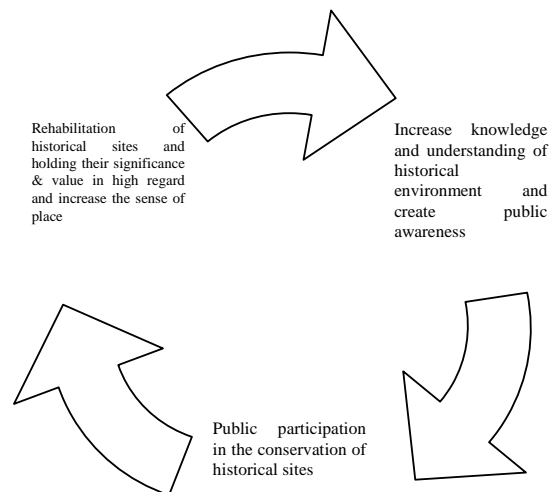 Rehabilitation of
historical sites and
holding their significance
& value in high regard
and increase the sense of
place
Increase knowledge
and understanding of
historical
environment and
create public
awareness
Public participation
in the conservation of
historical sites